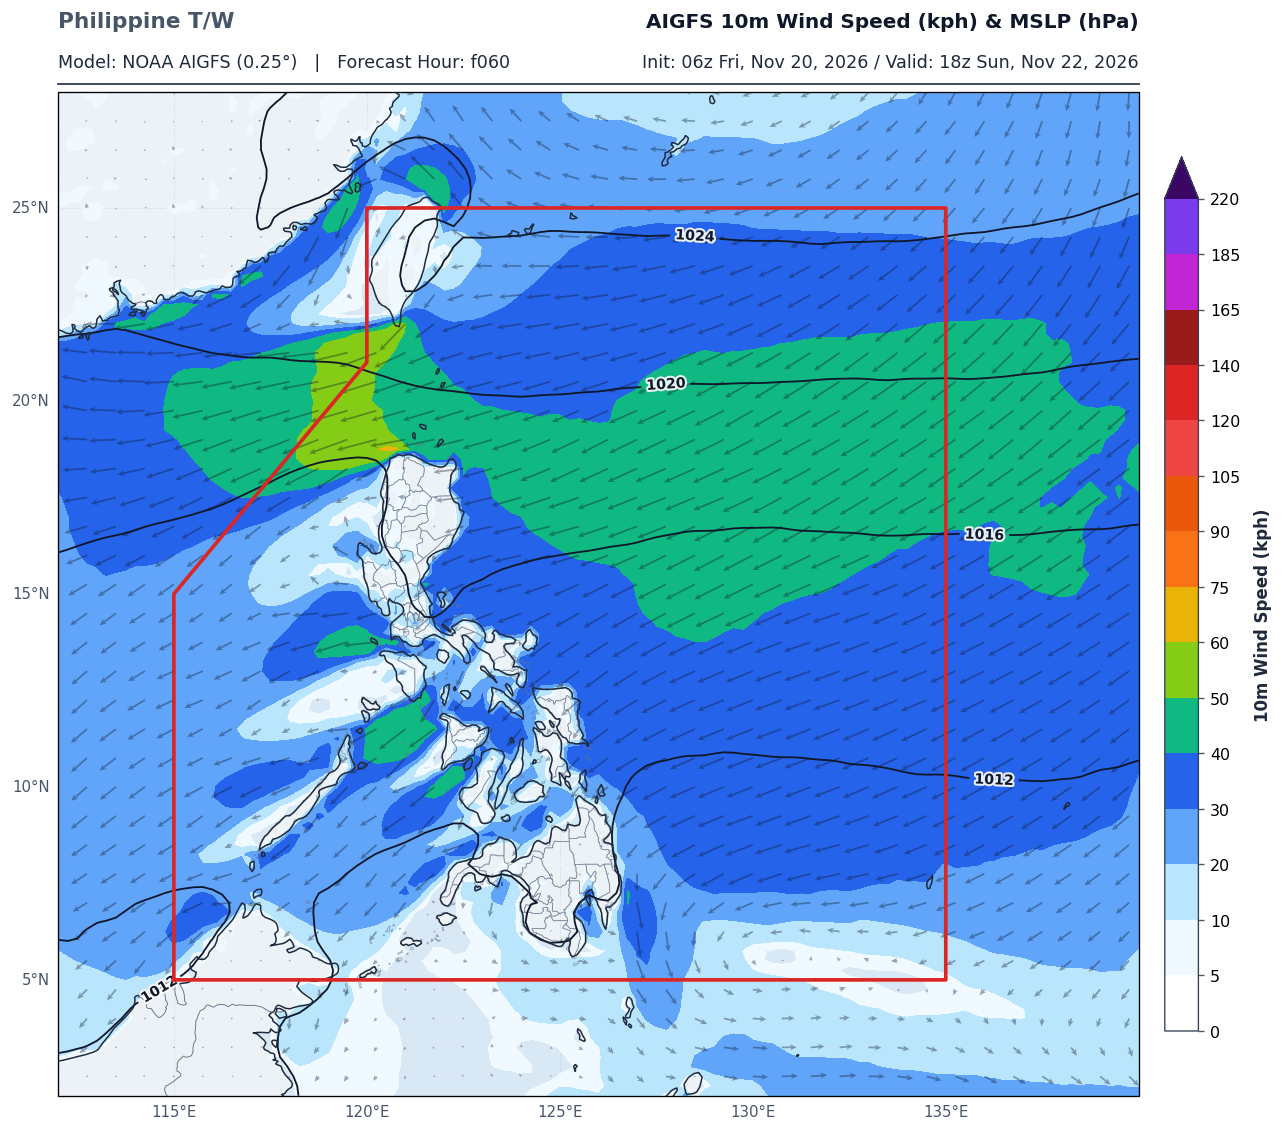 Philippine T/W
AIGFS 10m Wind Speed (kph) & MSLP (hPa)
Model: NOAA AIGFS (0.25°) | Forecast Hour: f060
Init: 06z Fri, Nov 20, 2026 / Valid: 18z Sun, Nov 22, 2026
25°N
20°N
15°N
10°N
5°N
115°E
120°E
125°E
130°E
135°E
1024
1020
1016
1012
1012
220
185
165
140
120
105
90
75
60
50
40
30
20
10
5
0
10m Wind Speed (kph)